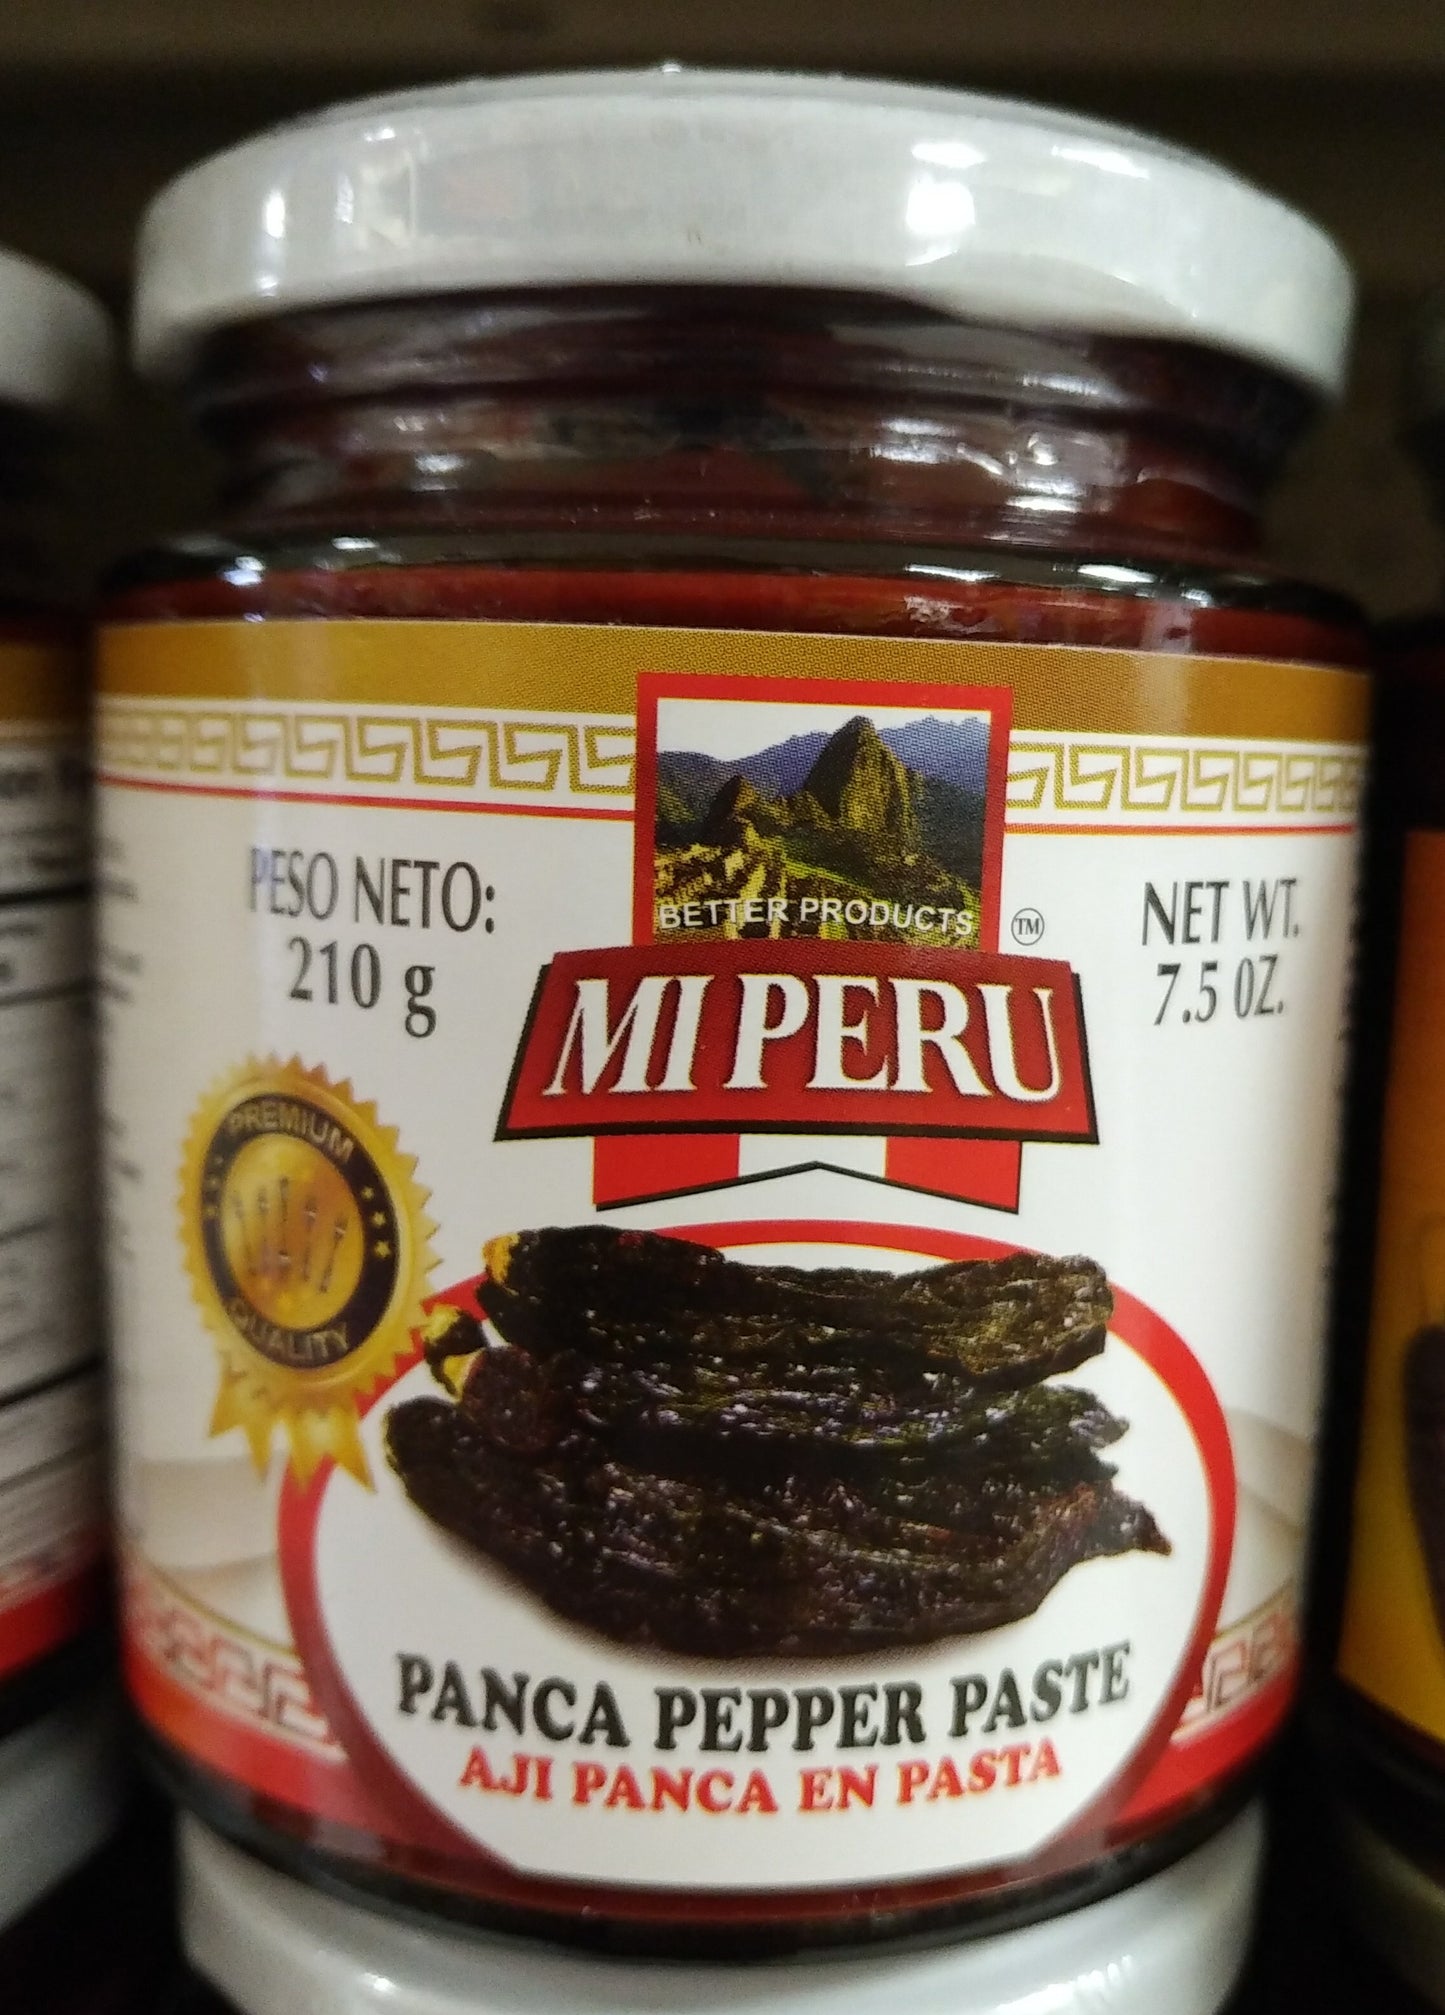 BETTER PRODUCTS
TM
MI PERU
PESO NETO:
210 g
NET WT.
7.5 OZ.
PREMIUM
QUALITY
PANCA PEPPER PASTE
AJI PANCA EN PASTA